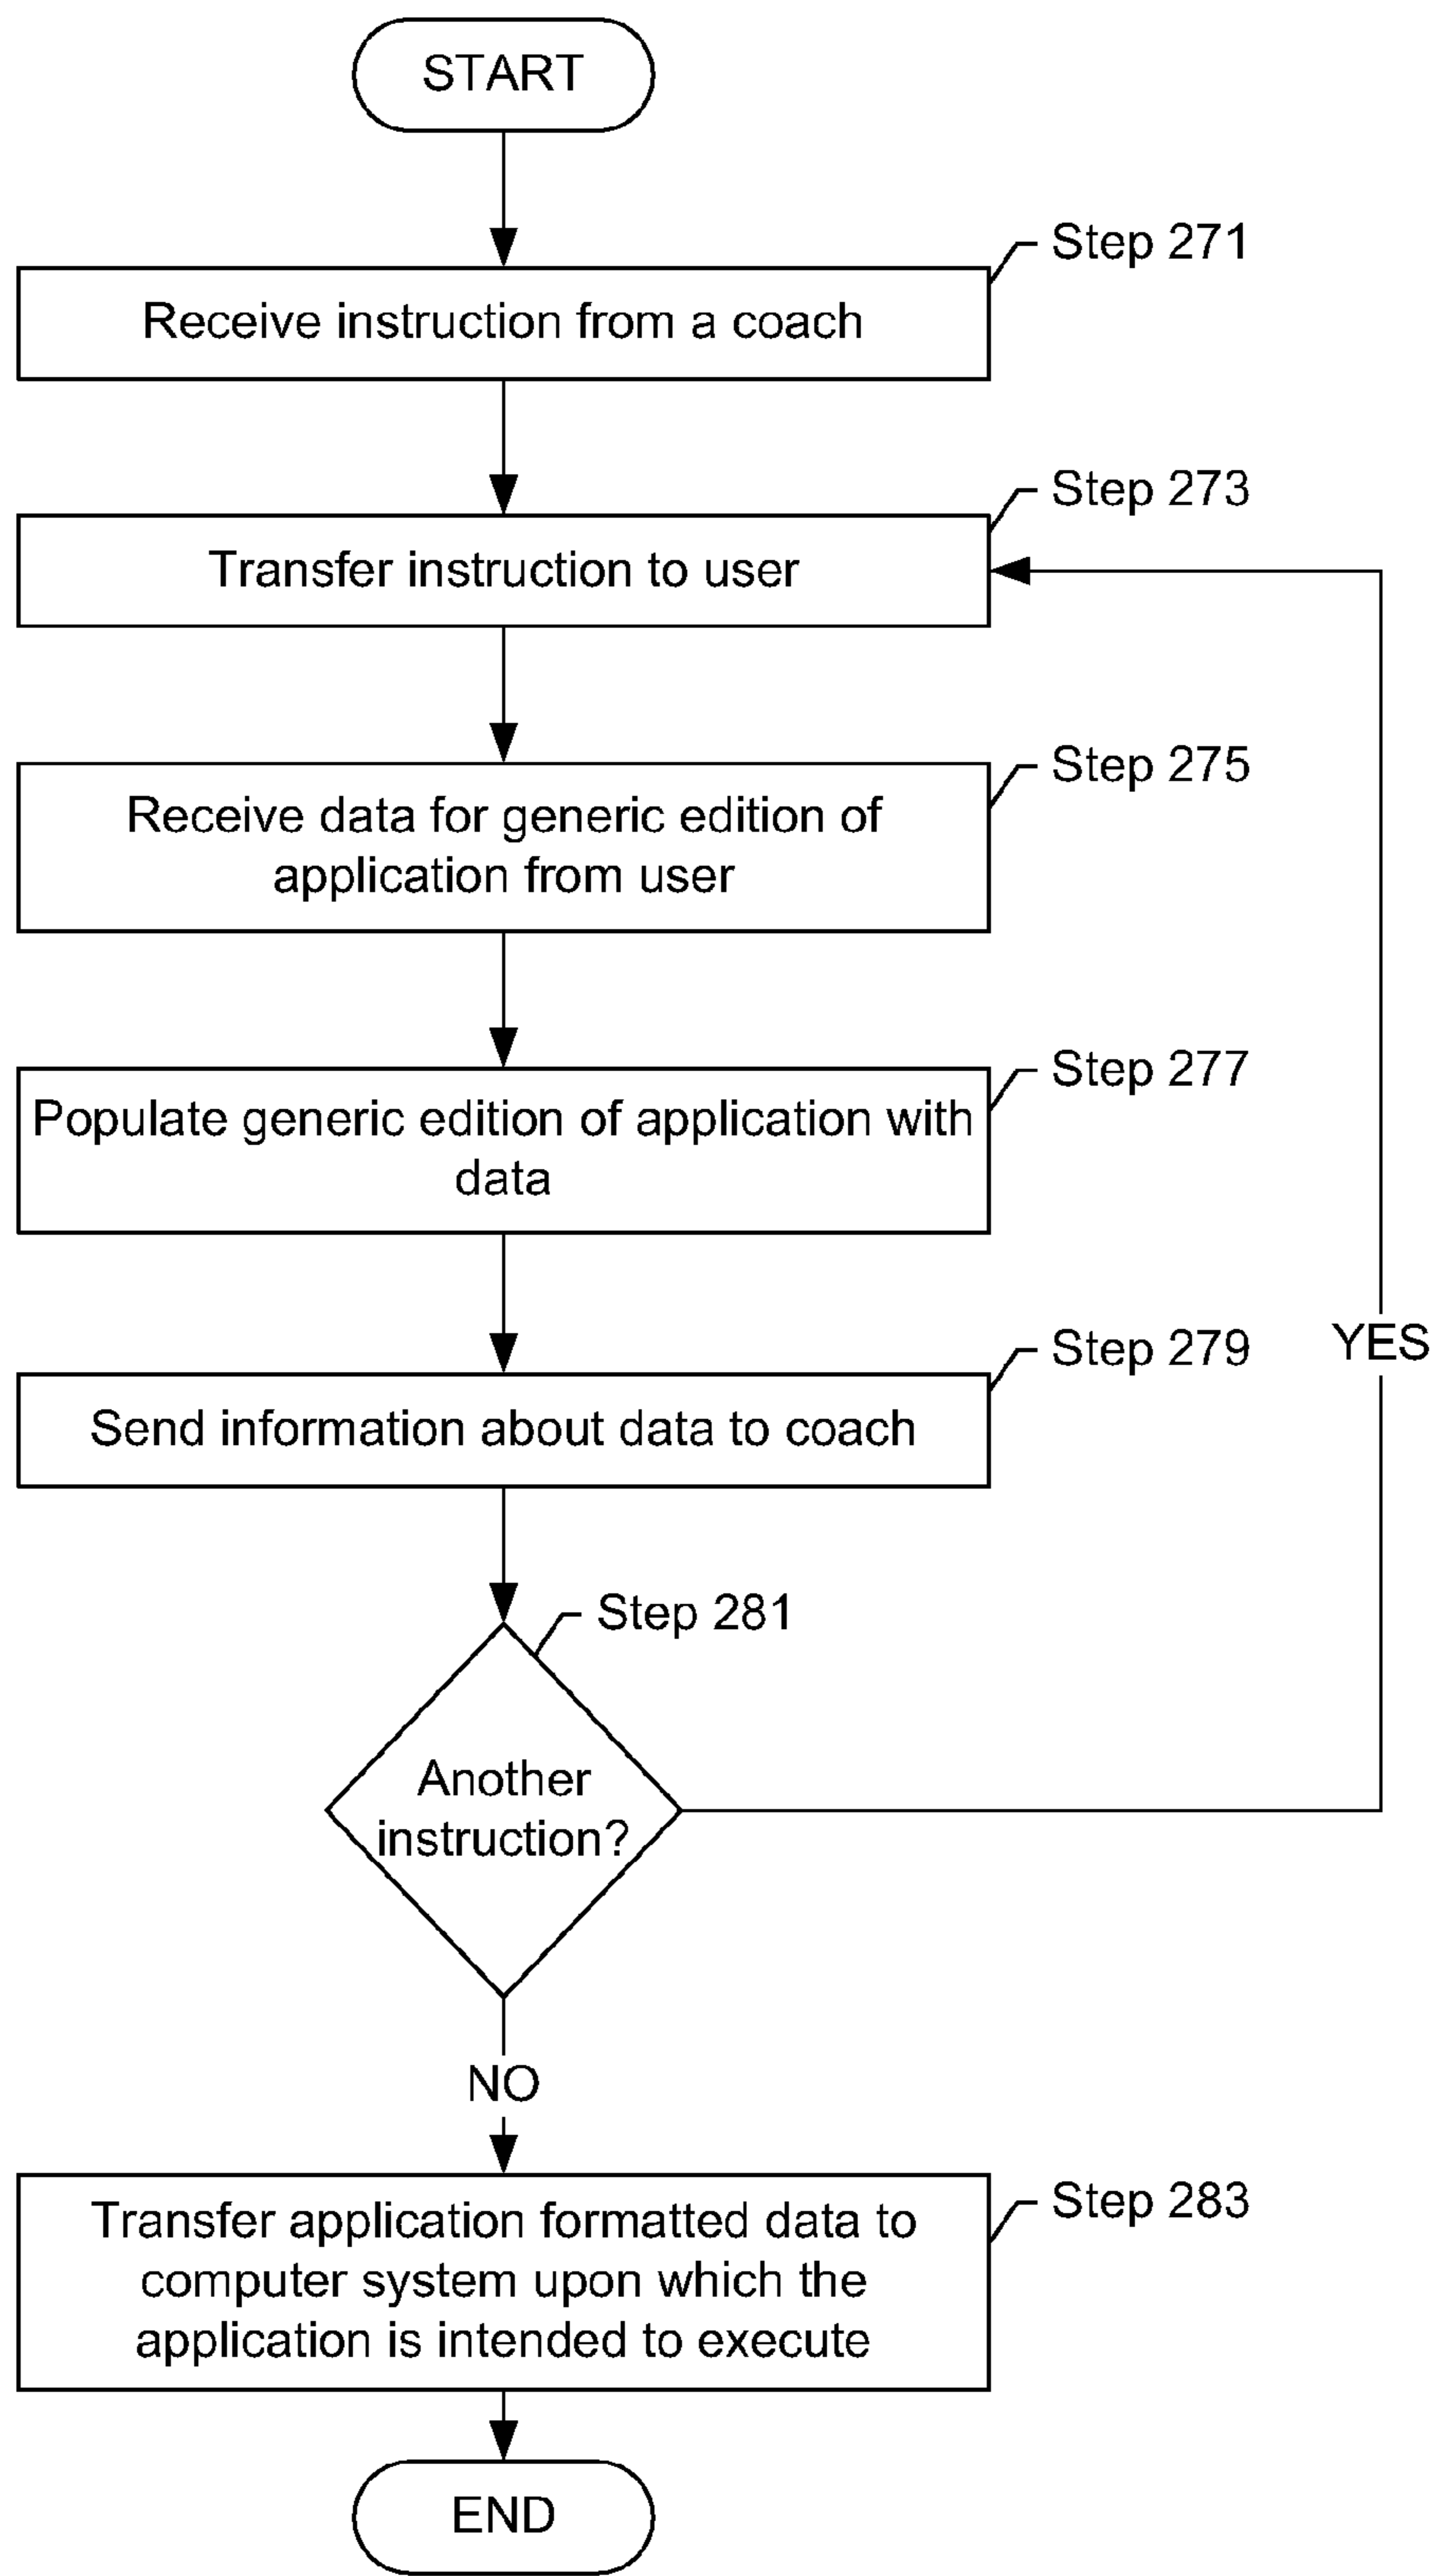 START
Step 271
Receive instruction from a coach
Step 273
Transfer instruction to user
Step 275
Receive data for generic edition of
application from user
Step 277
Populate generic edition of application with
data
Step 279
YES
Send information about data to coach
Step 281
Another
instruction?
NO
Step 283
Transfer application formatted data to
computer system upon which the
application is intended to execute
END